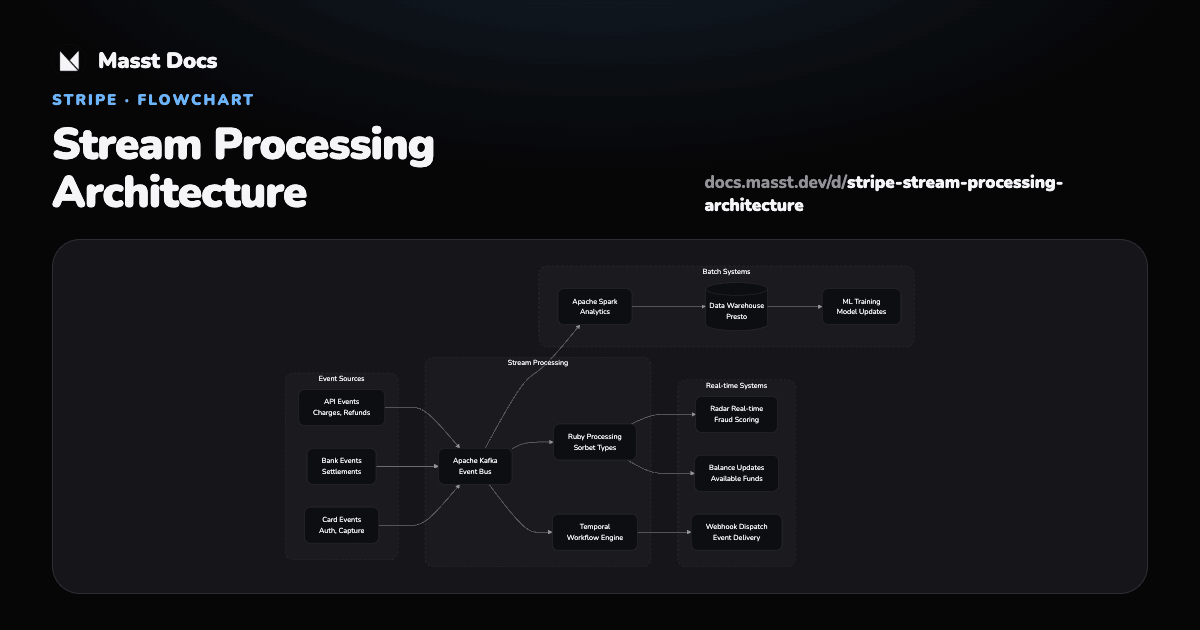 Masst Docs
STRIPE · FLOWCHART
Stream Processing
Architecture
docs.masst.dev/d/stripe-stream-processing-
architecture
Batch Systems
Apache Spark
Analytics
Data Warehouse
Presto
ML Training
Model Updates
Stream Processing
Event Sources
API Events
Charges, Refunds
Bank Events
Settlements
Card Events
Auth, Capture
Apache Kafka
Event Bus
Ruby Processing
Sorbet Types
Temporal
Workflow Engine
Real-time Systems
Radar Real-time
Fraud Scoring
Balance Updates
Available Funds
Webhook Dispatch
Event Delivery